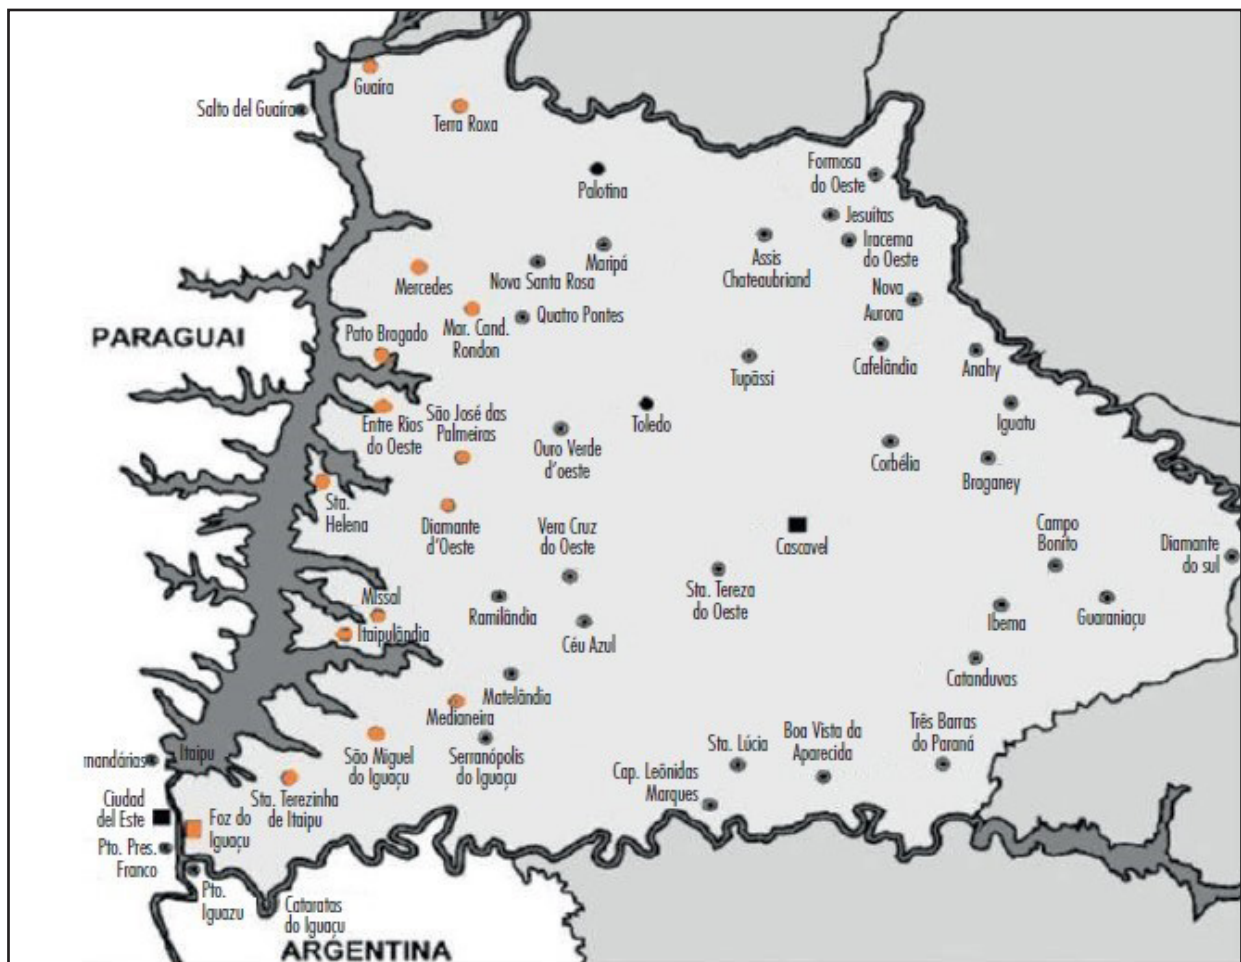 Guaíra
Salto del Guaíra
Terra Roxa
Palotina
Formosa
do Oeste
Jesuítas
Iracema
do Oeste
Assis
Chateaubriand
Maripá
Nova Santa Rosa
Mercedes
Nova
Aurora
Quatro Pontes
Mar. Cand.
Rondon
Pato Bragado
PARAGUAI
Cafelândia
Anahy
Tupãssi
Entre Rios
do Oeste
São José das
Palmeiras
Toledo
Iguatu
Ouro Verde
d'oeste
Corbélia
Braganey
Sta.
Helena
Diamante
d'Oeste
Vera Cruz
do Oeste
Cascavel
Campo
Bonito
Diamante
do sul
Sta. Tereza
do Oeste
Missal
Itaipulândia
Ramilândia
Céu Azul
Ibema
Guaraniaçu
Catanduvas
Matelândia
Medianeira
São Miguel
do Iguaçu
Serranópolis
do Iguaçu
Sta. Lúcia
Boa Vista da
Aparecida
Três Barras
do Paraná
Cap. Leônidas
Marques
mandárias
Itaipu
Sta. Terezinha
de Itaipu
Ciudad
del Este
Foz do
Iguaçu
Pto. Pres.
Franco
Pto.
Iguazu
Cataratas
do Iguaçu
ARGENTINA